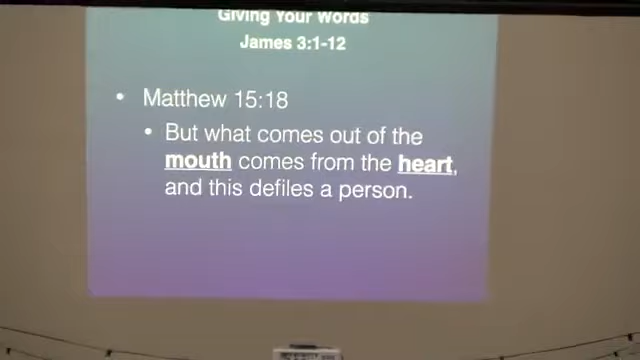 Giving Your Words
James 3:1-12
• Matthew 15:18
• But what comes out of the
mouth comes from the heart,
and this defiles a person.